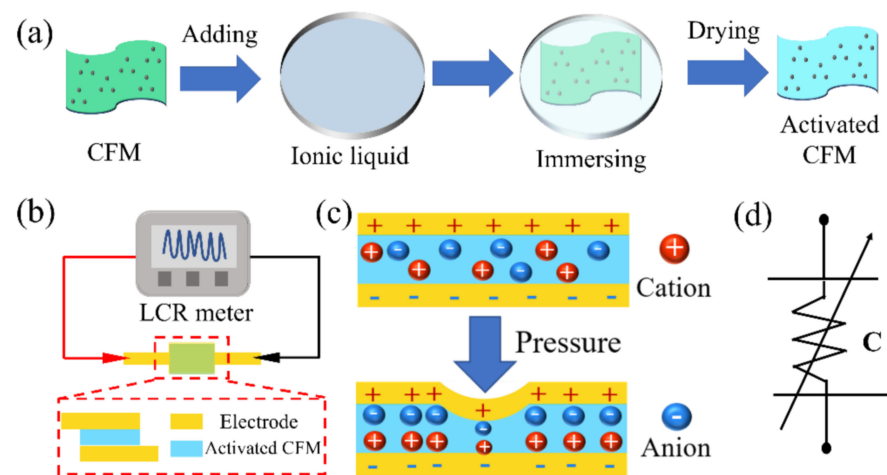 (a)
Adding
Drying
CFM
Ionic liquid
Immersing
Activated
CFM
(b)
LCR meter
Electrode
Activated CFM
(c)
+ + + + + + +
+ - - + - + -
+ + - +
- - - - - - -
Cation
+
Pressure
+ + + + + + +
- - - - - - -
+ + + + + + +
- - - - - - -
Anion
-
(d)
C